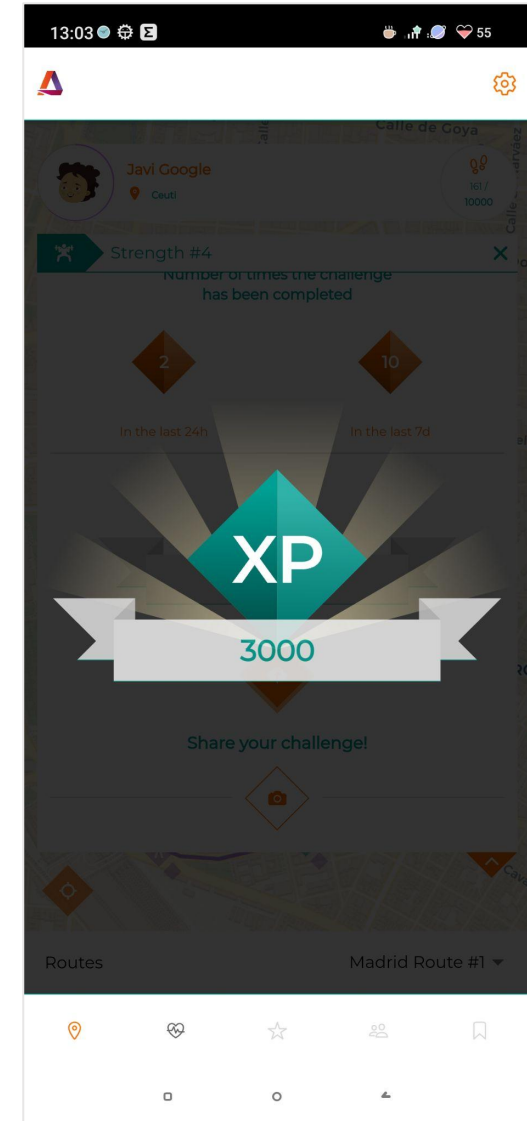 13:03 Σ 55
Calle de Goya
Javi Google
Ceutí
161 /
10000
Strength #4
Number of times the challenge
has been completed
2 10
In the last 24h In the last 7d
XP
3000
Share your challenge!
Routes Madrid Route #1